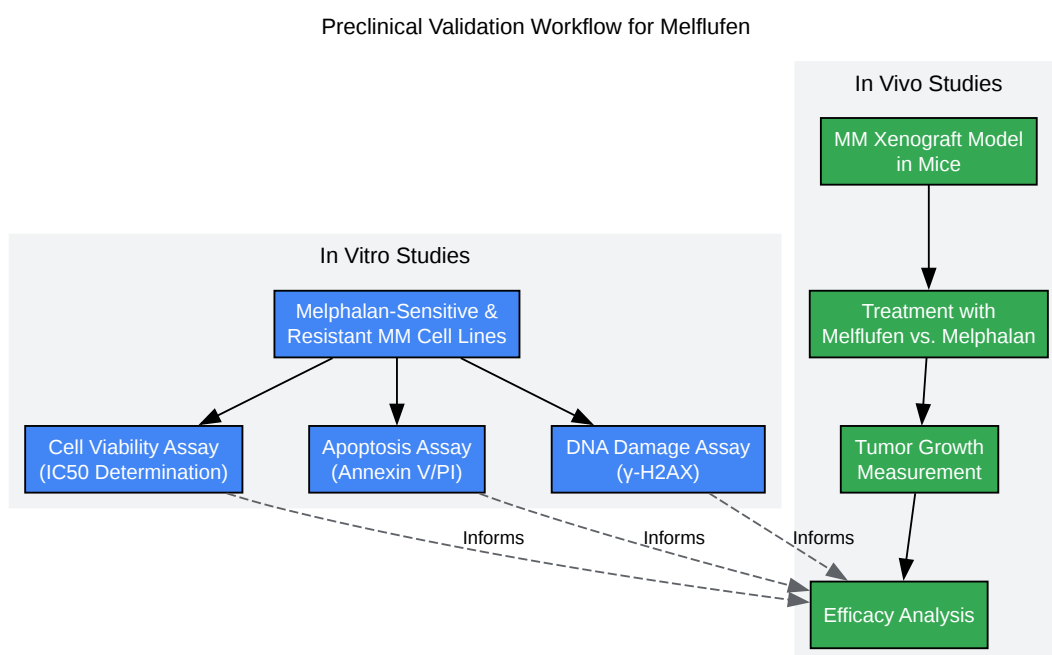 Preclinical Validation Workflow for Melflufen
In Vitro Studies
Melphalan-Sensitive &
Resistant MM Cell Lines
Cell Viability Assay
(IC50 Determination)
Apoptosis Assay
(Annexin V/PI)
DNA Damage Assay
(γ-H2AX)
Informs
Informs
Informs
In Vivo Studies
MM Xenograft Model
in Mice
Treatment with
Melflufen vs. Melphalan
Tumor Growth
Measurement
Efficacy Analysis